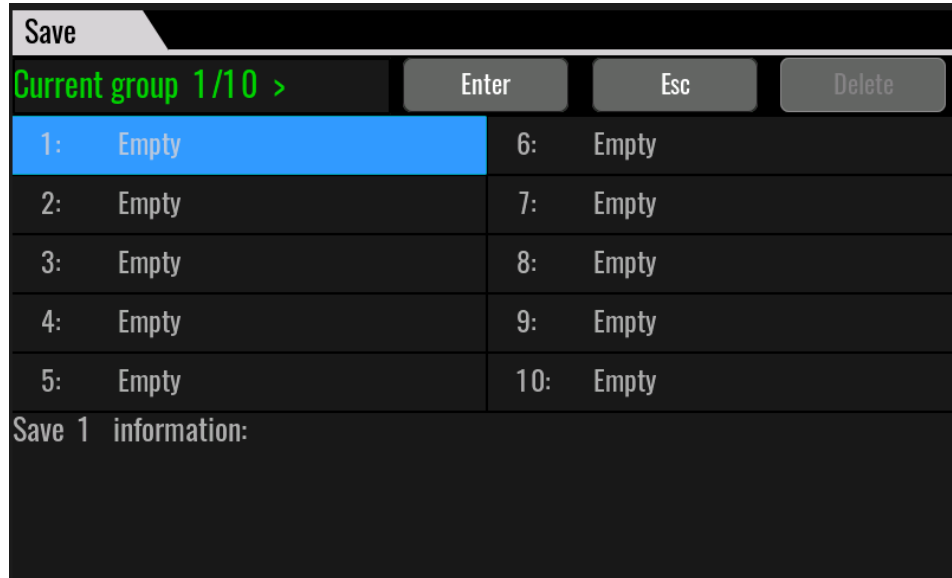 Save
Current group 1/10 > Enter Esc Delete
1: Empty 6: Empty
2: Empty 7: Empty
3: Empty 8: Empty
4: Empty 9: Empty
5: Empty 10: Empty
Save 1 information: